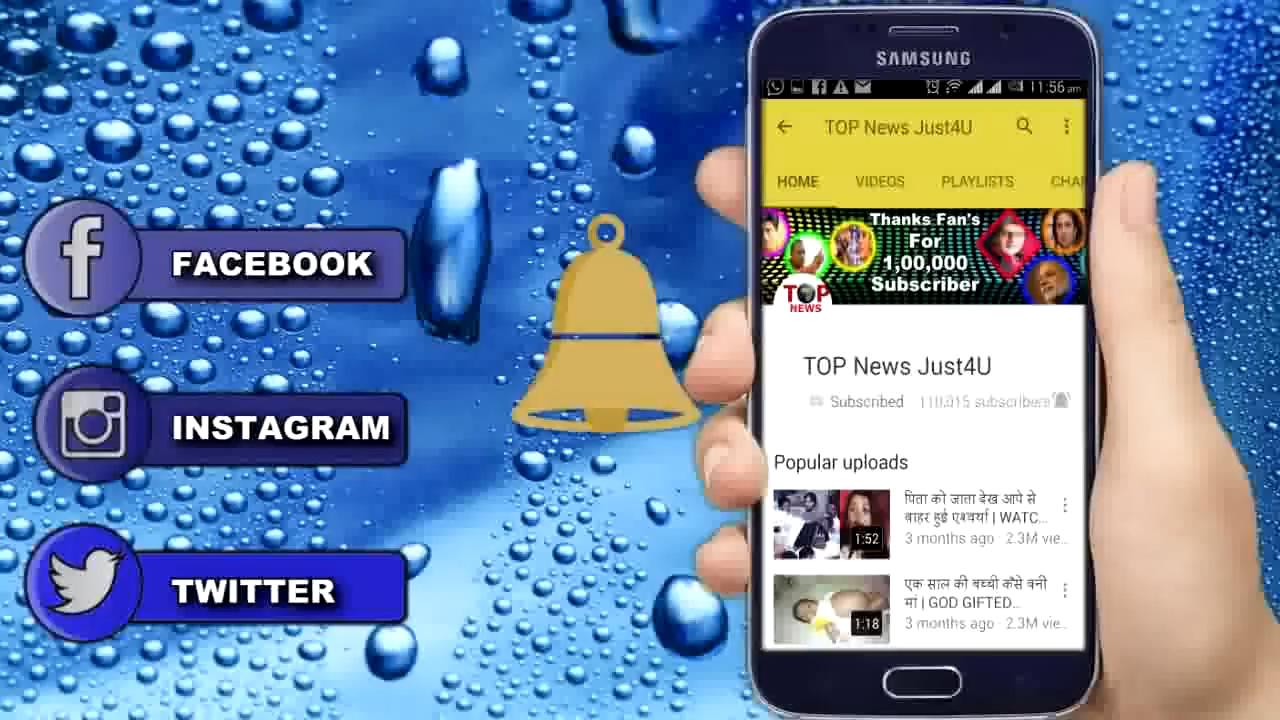 FACEBOOK
INSTAGRAM
TWITTER
SAMSUNG
11:56 am
TOP News Just4U
HOME VIDEOS PLAYLISTS CHAN
Thanks Fan's
For
1,00,000
Subscriber
TOP
NEWS
TOP News Just4U
Subscribed 110,015 subscribers
Popular uploads
पिता को जाता देख आपे से
बाहर हुई एश्वर्या | WATC...
3 months ago · 2.3M vie..
1:52
एक साल की बच्ची कैसे बनी
मां | GOD GIFTED...
3 months ago · 2.3M vie..
1:18